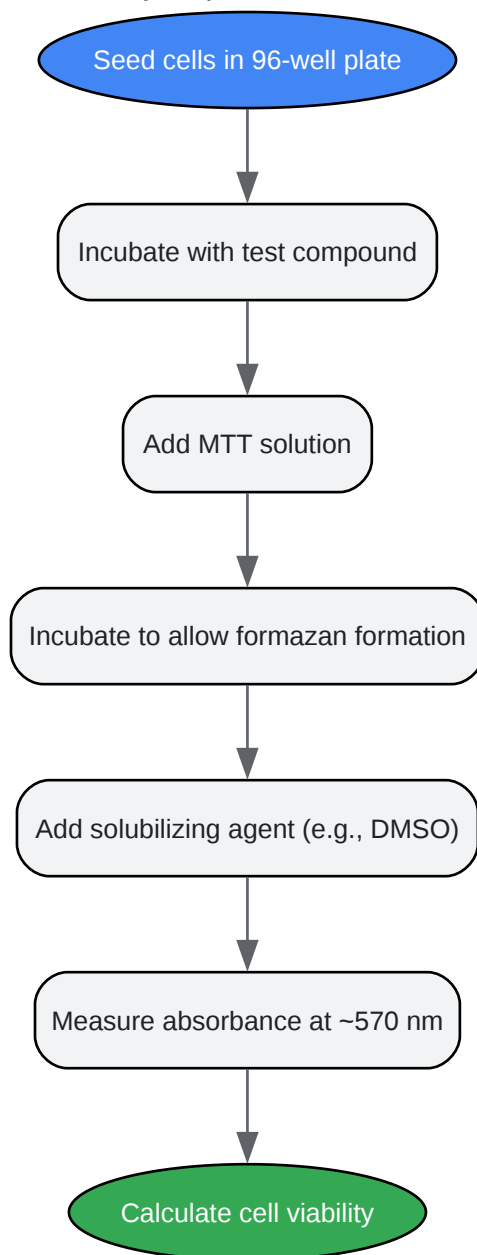 Seed cells in 96-well plate
Incubate with test compound
Add MTT solution
Incubate to allow formazan formation
Add solubilizing agent (e.g., DMSO)
Measure absorbance at ~570 nm
Calculate cell viability